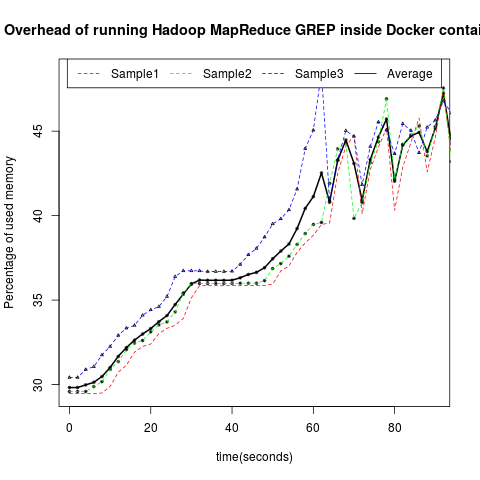 Overhead of running Hadoop MapReduce GREP inside Docker contai
Sample1 Sample2 Sample3 Average
Percentage of used memory
45
40
35
30
0 20 40 60 80
time(seconds)